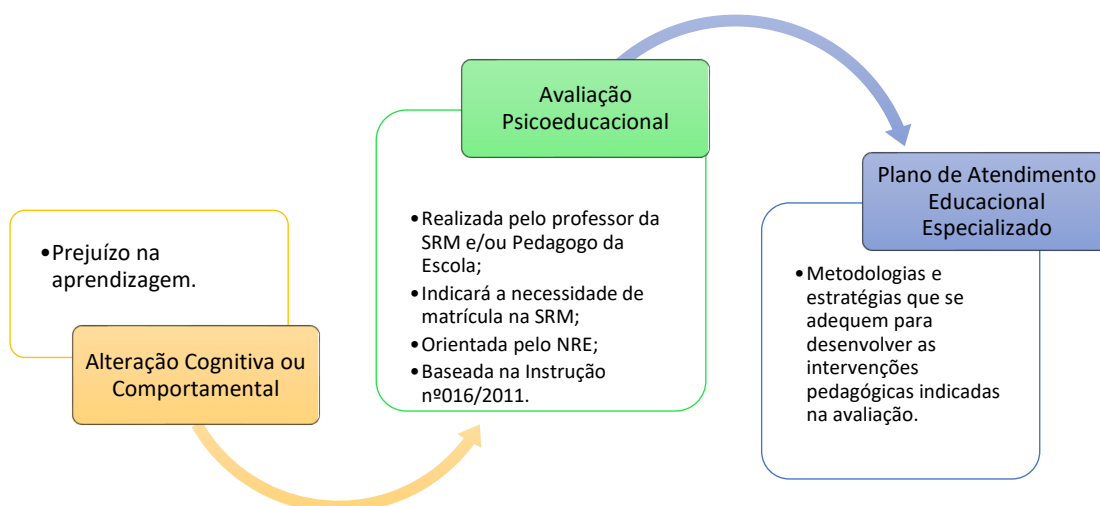 •Prejuízo na
aprendizagem.
Alteração Cognitiva ou
Comportamental
Avaliação
Psicoeducacional
•Realizada pelo professor da
SRM e/ou Pedagogo da
Escola;
•Indicará a necessidade de
matrícula na SRM;
•Orientada pelo NRE;
•Baseada na Instrução
nº016/2011.
Plano de Atendimento
Educacional
Especializado
•Metodologias e
estratégias que se
adequem para
desenvolver as
intervenções
pedagógicas indicadas
na avaliação.